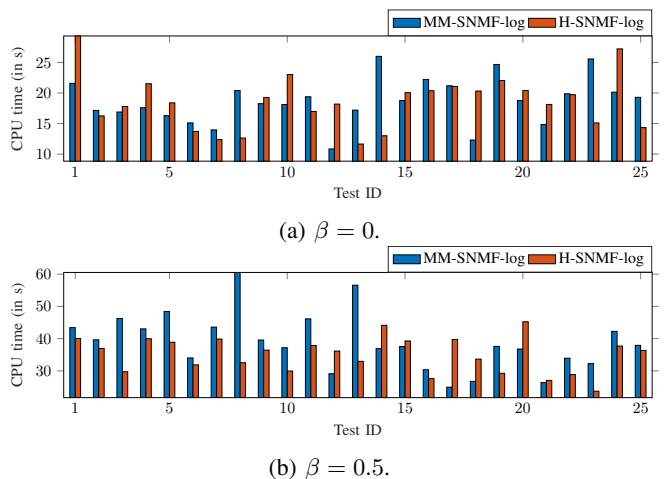 MM-SNMF-log H-SNMF-log
CPU time (in s)
25
20
15
10
1 5 10 15 20 25
Test ID
(a) β = 0.
MM-SNMF-log H-SNMF-log
CPU time (in s)
60
50
40
30
1 5 10 15 20 25
Test ID
(b) β = 0.5.